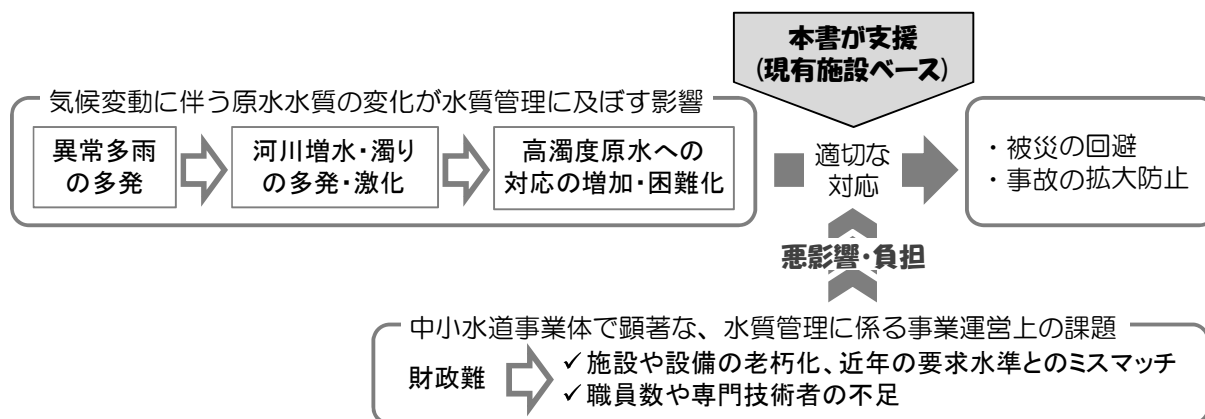 本書が支援
(現有施設ベース)
気候変動に伴う原水水質の変化が水質管理に及ぼす影響
異常多雨
の多発
河川増水・濁り
の多発・激化
高濁度原水への
対応の増加・困難化
適切な
対応
・被災の回避
・事故の拡大防止
悪影響・負担
中小水道事業体で顕著な、水質管理に係る事業運営上の課題
財政難
✓施設や設備の老朽化、近年の要求水準とのミスマッチ
✓職員数や専門技術者の不足